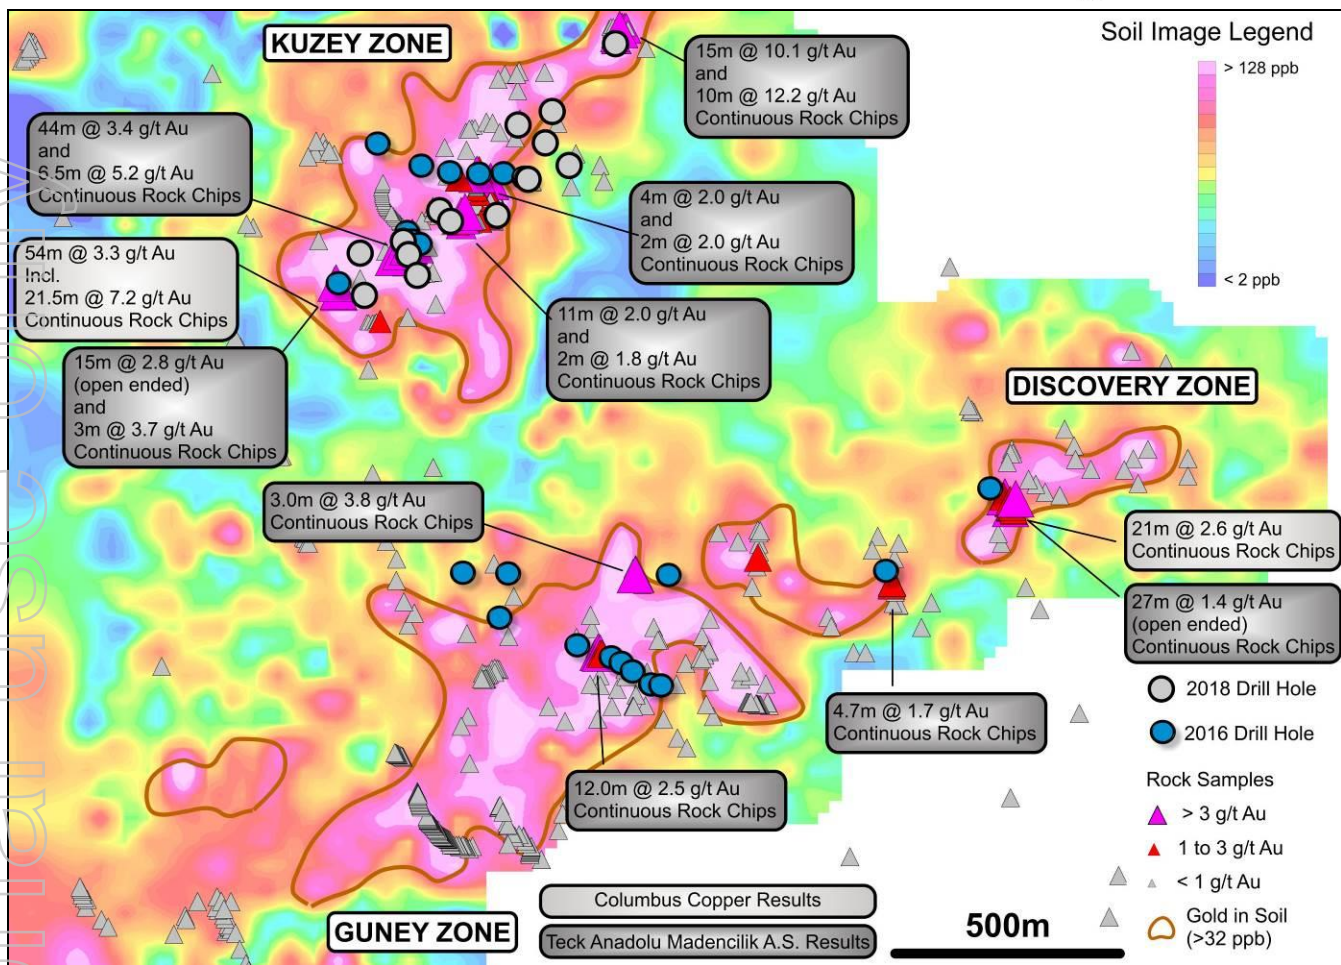 KUZEY ZONE
Soil Image Legend
> 128 ppb
< 2 ppb
15m @ 10.1 g/t Au
and
10m @ 12.2 g/t Au
Continuous Rock Chips
44m @ 3.4 g/t Au
and
6.5m @ 5.2 g/t Au
Continuous Rock Chips
4m @ 2.0 g/t Au
and
2m @ 2.0 g/t Au
Continuous Rock Chips
54m @ 3.3 g/t Au
Incl.
21.5m @ 7.2 g/t Au
Continuous Rock Chips
11m @ 2.0 g/t Au
and
2m @ 1.8 g/t Au
Continuous Rock Chips
15m @ 2.8 g/t Au
(open ended)
and
3m @ 3.7 g/t Au
Continuous Rock Chips
DISCOVERY ZONE
3.0m @ 3.8 g/t Au
Continuous Rock Chips
21m @ 2.6 g/t Au
Continuous Rock Chips
27m @ 1.4 g/t Au
(open ended)
Continuous Rock Chips
4.7m @ 1.7 g/t Au
Continuous Rock Chips
12.0m @ 2.5 g/t Au
Continuous Rock Chips
2018 Drill Hole
2016 Drill Hole
Rock Samples
> 3 g/t Au
1 to 3 g/t Au
< 1 g/t Au
Gold in Soil
(>32 ppb)
GUNEY ZONE
Columbus Copper Results
Teck Anadolu Madencilik A.S. Results
500m